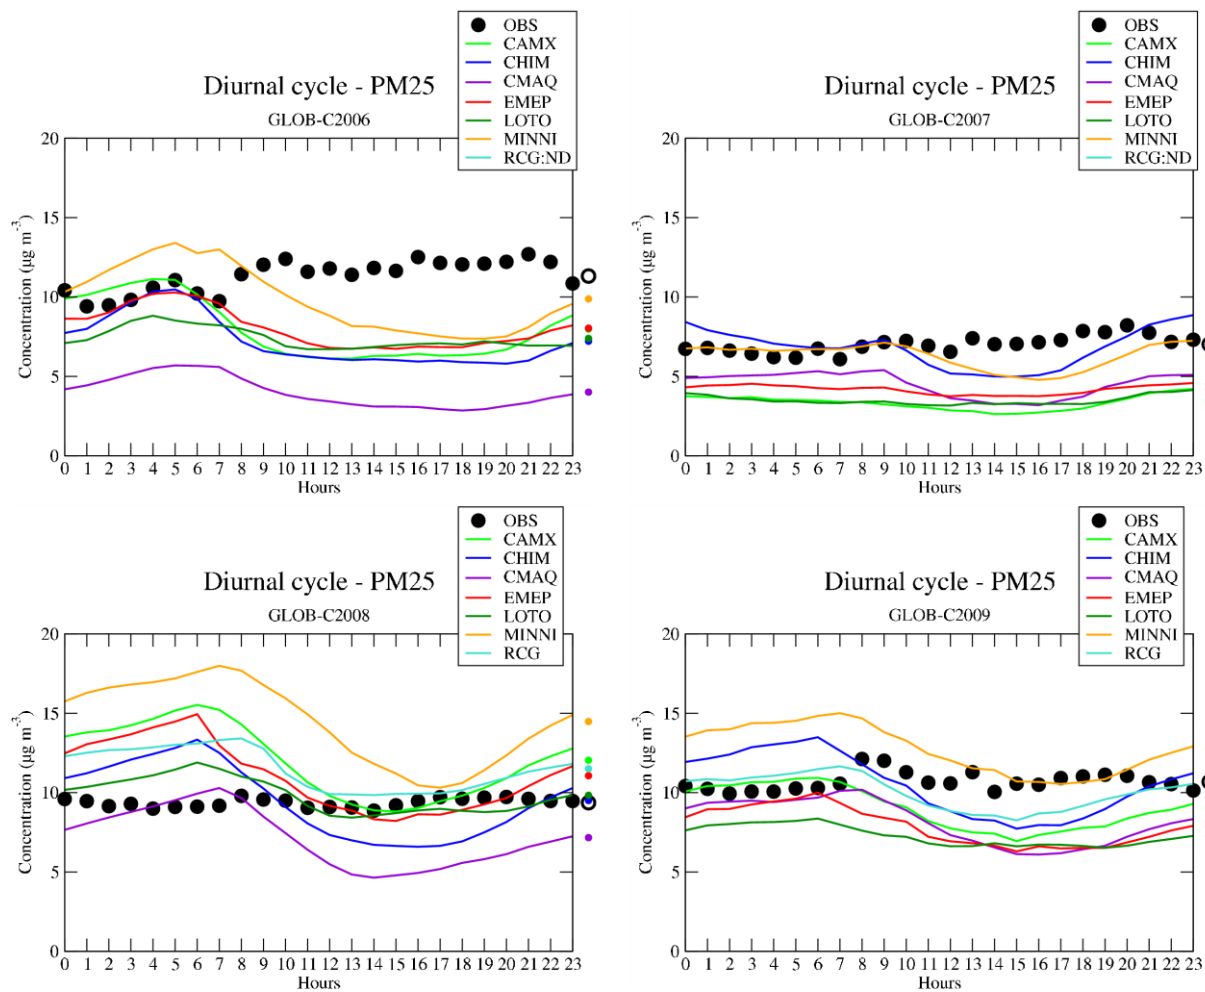 OBS
CAMX
CHIM
CMAQ
EMEP
LOTO
MINNI
RCG:ND
Diurnal cycle - PM25
GLOB-C2006
20
15
10
5
0
Concentration (µg m⁻³)
0 1 2 3 4 5 6 7 8 9 10 11 12 13 14 15 16 17 18 19 20 21 22 23
Hours
OBS
CAMX
CHIM
CMAQ
EMEP
LOTO
MINNI
RCG:ND
Diurnal cycle - PM25
GLOB-C2007
20
15
10
5
0
Concentration (µg m⁻³)
0 1 2 3 4 5 6 7 8 9 10 11 12 13 14 15 16 17 18 19 20 21 22 23
Hours
OBS
CAMX
CHIM
CMAQ
EMEP
LOTO
MINNI
RCG
Diurnal cycle - PM25
GLOB-C2008
20
15
10
5
0
Concentration (µg m⁻³)
0 1 2 3 4 5 6 7 8 9 10 11 12 13 14 15 16 17 18 19 20 21 22 23
Hours
OBS
CAMX
CHIM
CMAQ
EMEP
LOTO
MINNI
RCG
Diurnal cycle - PM25
GLOB-C2009
20
15
10
5
0
Concentration (µg m⁻³)
0 1 2 3 4 5 6 7 8 9 10 11 12 13 14 15 16 17 18 19 20 21 22 23
Hours